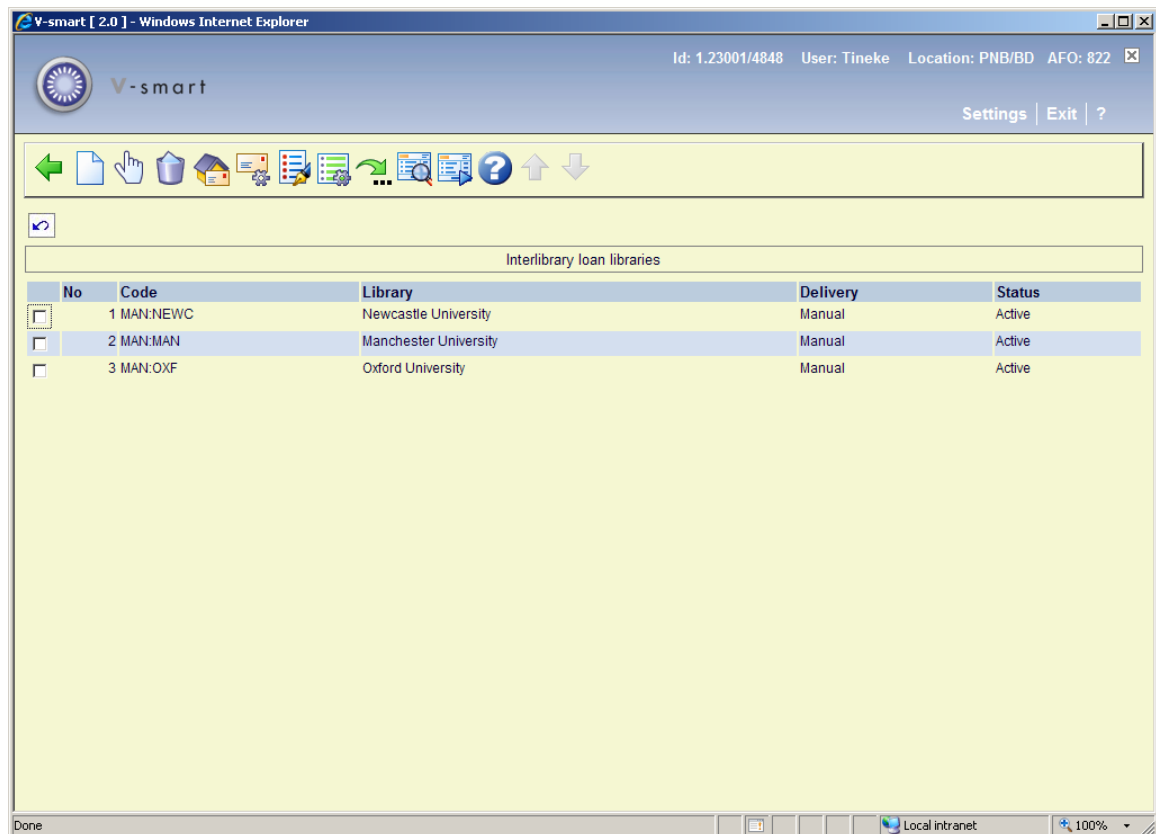 V-smart [ 2.0 ] - Windows Internet Explorer
Id: 1.23001/4848 User: Tineke Location: PNB/BD AFO: 822
V-smart
Settings Exit ?
Interlibrary loan libraries
No Code Library Delivery Status
1 MAN:NEWC Newcastle University Manual Active
2 MAN:MAN Manchester University Manual Active
3 MAN:OXF Oxford University Manual Active
Done Local intranet 100%